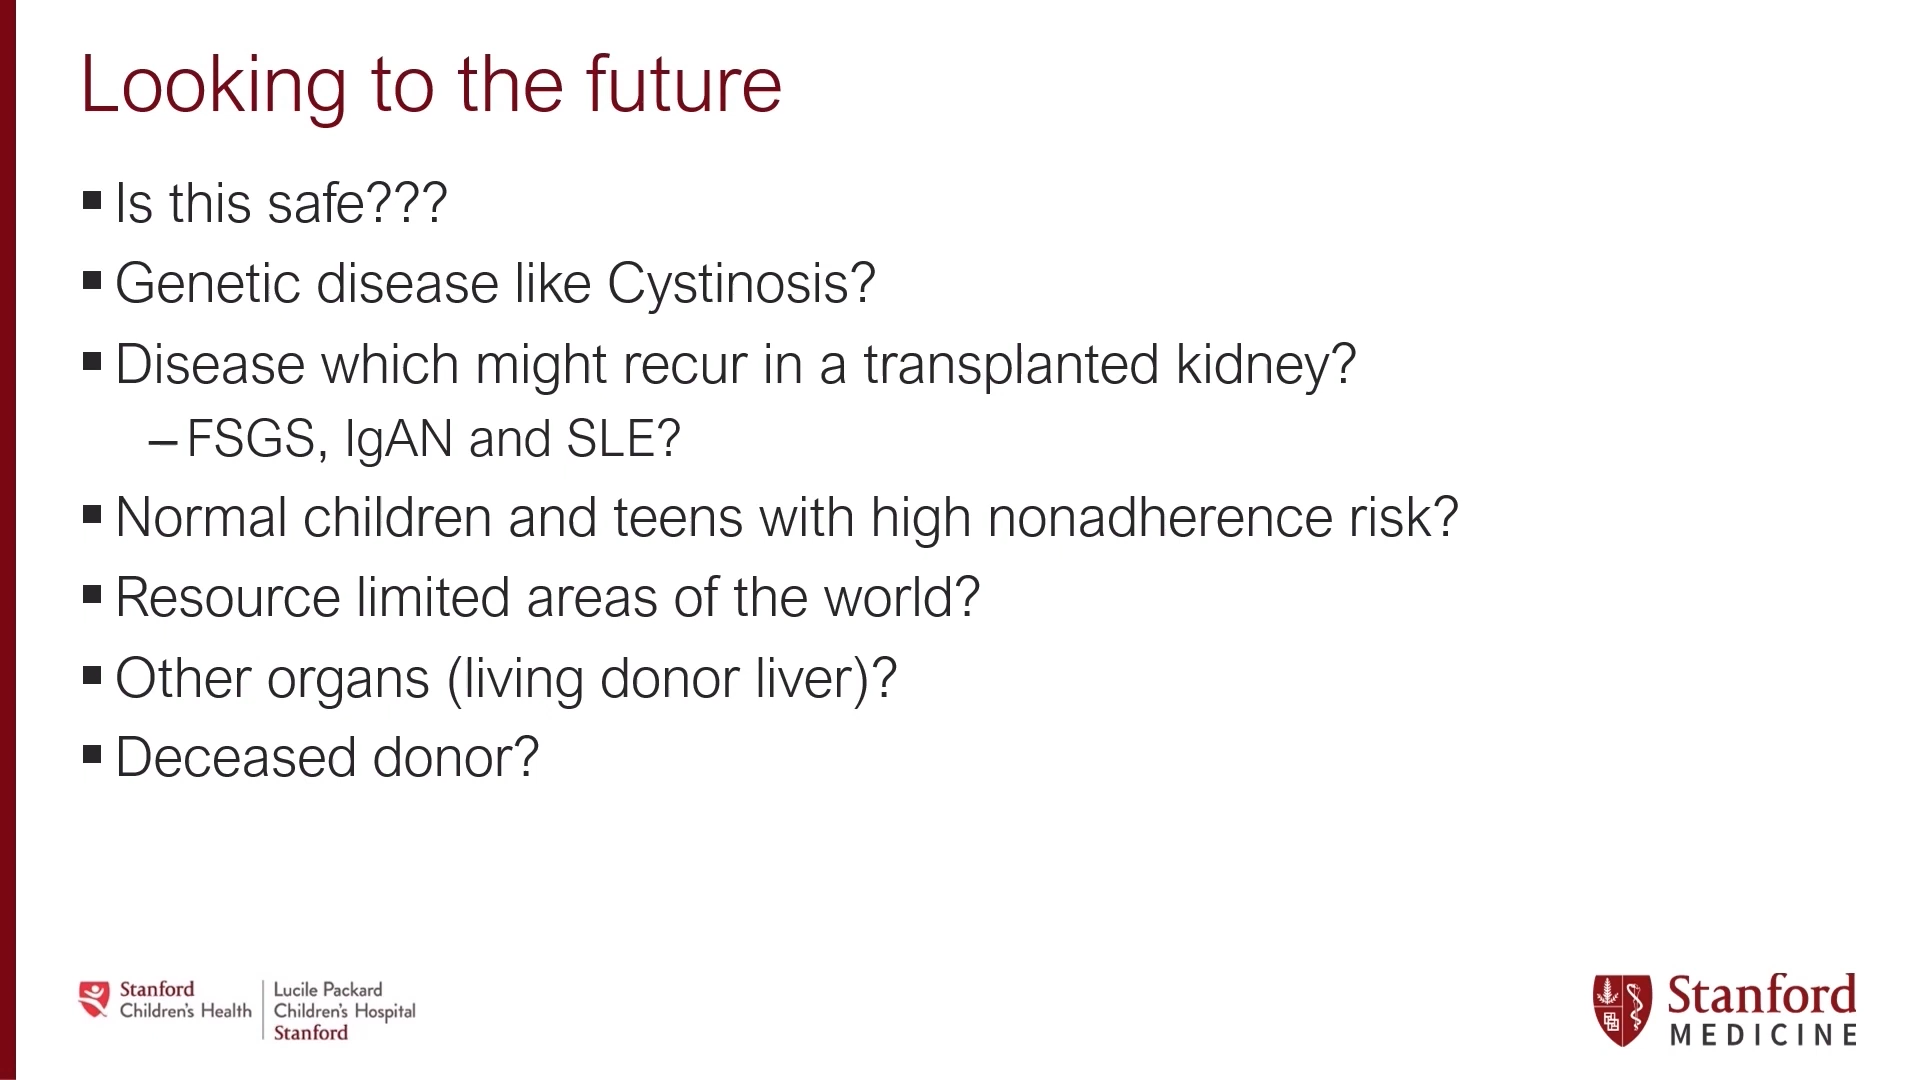 Looking to the future
▪ Is this safe???
▪ Genetic disease like Cystinosis?
▪ Disease which might recur in a transplanted kidney?
– FSGS, IgAN and SLE?
▪ Normal children and teens with high nonadherence risk?
▪ Resource limited areas of the world?
▪ Other organs (living donor liver)?
▪ Deceased donor?
Stanford
Children's Health
Lucile Packard
Children's Hospital
Stanford
Stanford
MEDICINE